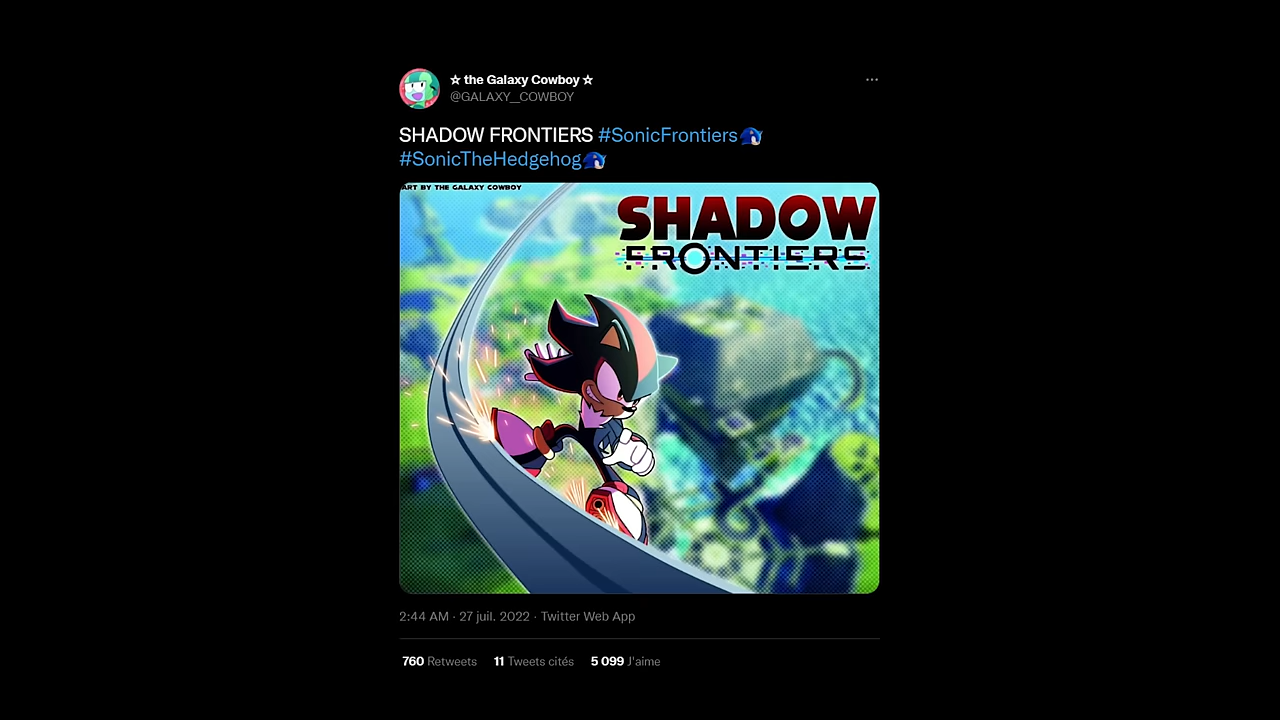 ☆ the Galaxy Cowboy ☆
@GALAXY__COWBOY
SHADOW FRONTIERS #SonicFrontiers
#SonicTheHedgehog
ART BY THE GALAXY COWBOY
SHADOW
FRONTIERS
2:44 AM · 27 juil. 2022 · Twitter Web App
760 Retweets 11 Tweets cités 5 099 J'aime